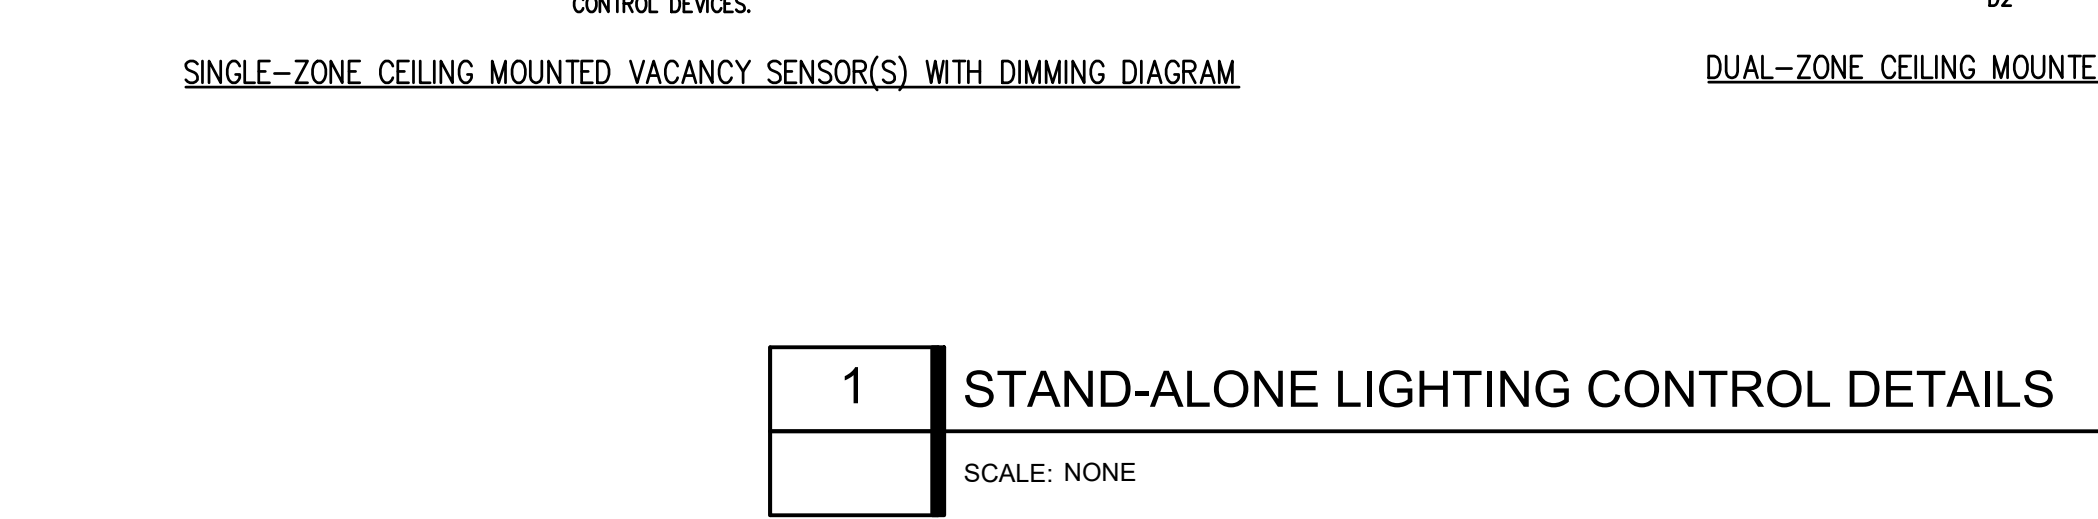 CONTROL DEVICES.
D2
SINGLE-ZONE CEILING MOUNTED VACANCY SENSOR(S) WITH DIMMING DIAGRAM
DUAL-ZONE CEILING MOUNTE
1
STAND-ALONE LIGHTING CONTROL DETAILS
SCALE: NONE